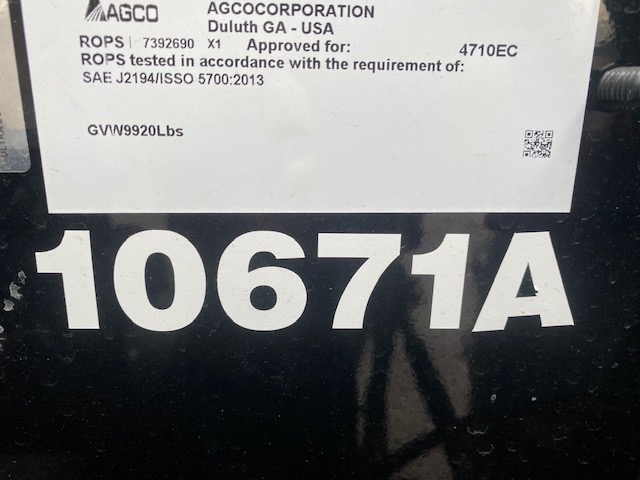 AGCO
AGCOCORPORATION
Duluth GA - USA
ROPS 7392690 X1 Approved for: 4710EC
ROPS tested in accordance with the requirement of:
SAE J2194/ISSO 5700:2013
GVW9920Lbs
10671A